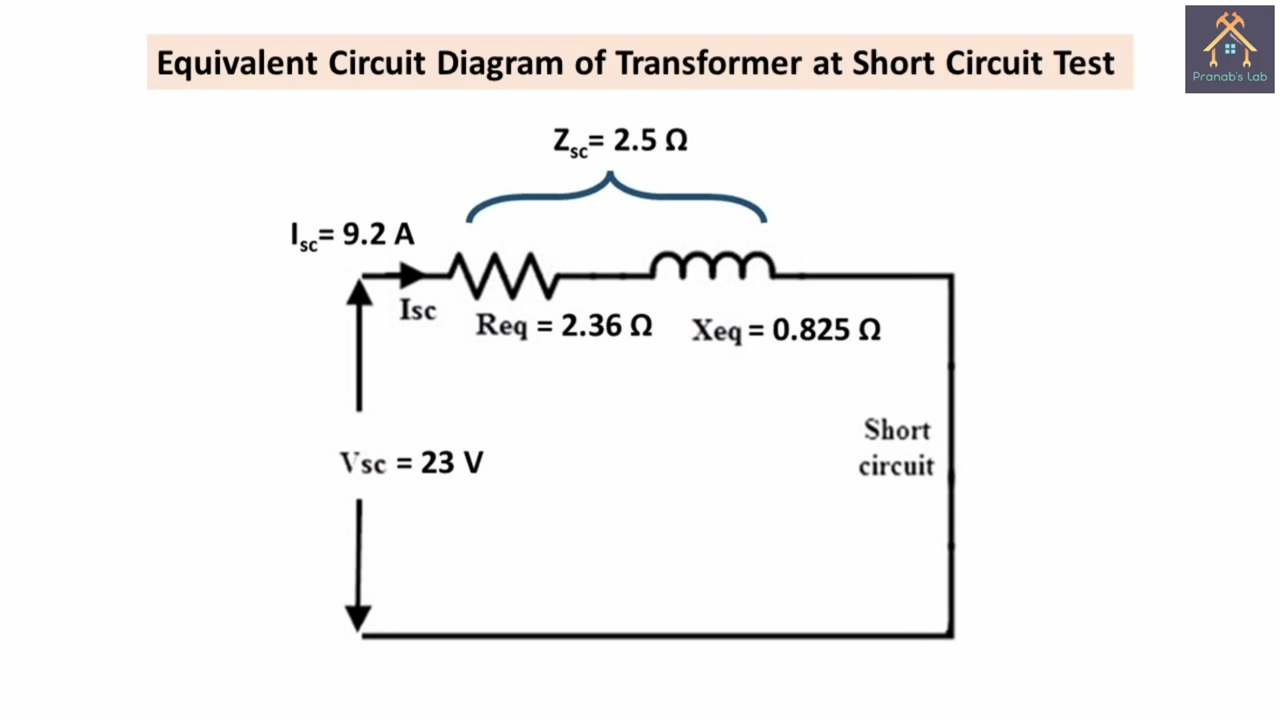 Equivalent Circuit Diagram of Transformer at Short Circuit Test
Pranab's Lab
Zsc= 2.5 Ω
Isc= 9.2 A
Isc
Req = 2.36 Ω
Xeq = 0.825 Ω
Short
circuit
Vsc = 23 V